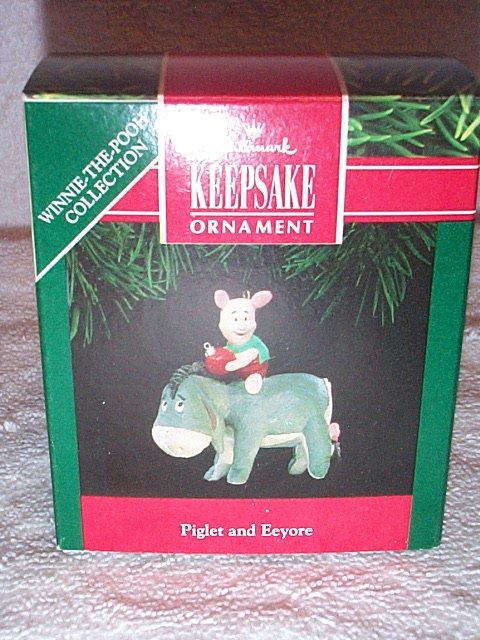 WINNIE-THE-POOH
COLLECTION
Hallmark
KEEPSAKE
ORNAMENT
Piglet and Eeyore